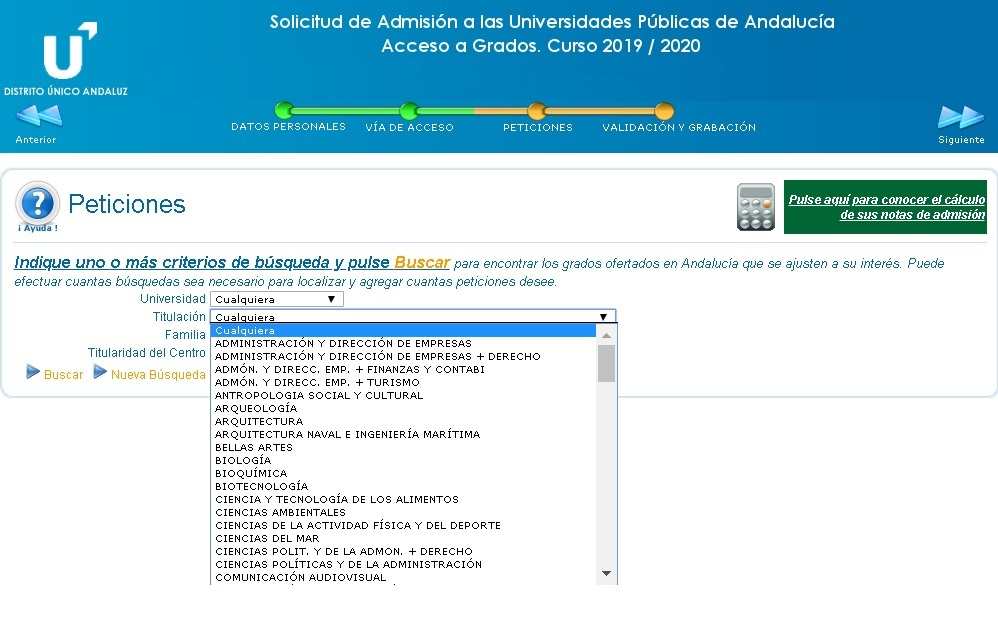 Solicitud de Admisión a las Universidades Públicas de Andalucía
Acceso a Grados. Curso 2019 / 2020
DISTRITO ÚNICO ANDALUZ
Anterior
DATOS PERSONALES
VÍA DE ACCESO
PETICIONES
VALIDACIÓN Y GRABACIÓN
Siguiente
?
¡ Ayuda !
Peticiones
Pulse aquí para conocer el cálculo
de sus notas de admisión
Indique uno o más criterios de búsqueda y pulse Buscar para encontrar los grados ofertados en Andalucía que se ajusten a su interés. Puede
efectuar cuantas búsquedas sea necesario para localizar y agregar cuantas peticiones desee.
Universidad Cualquiera
Titulación Cualquiera
Familia
Titularidad del Centro
Buscar Nueva Búsqueda
Cualquiera
ADMINISTRACIÓN Y DIRECCIÓN DE EMPRESAS
ADMINISTRACIÓN Y DIRECCIÓN DE EMPRESAS + DERECHO
ADMÓN. Y DIRECC. EMP. + FINANZAS Y CONTABI
ADMÓN. Y DIRECC. EMP. + TURISMO
ANTROPOLOGIA SOCIAL Y CULTURAL
ARQUEOLOGÍA
ARQUITECTURA
ARQUITECTURA NAVAL E INGENIERÍA MARÍTIMA
BELLAS ARTES
BIOLOGÍA
BIOQUÍMICA
BIOTECNOLOGÍA
CIENCIA Y TECNOLOGÍA DE LOS ALIMENTOS
CIENCIAS AMBIENTALES
CIENCIAS DE LA ACTIVIDAD FÍSICA Y DEL DEPORTE
CIENCIAS DEL MAR
CIENCIAS POLIT. Y DE LA ADMON. + DERECHO
CIENCIAS POLÍTICAS Y DE LA ADMINISTRACIÓN
COMUNICACIÓN AUDIOVISUAL